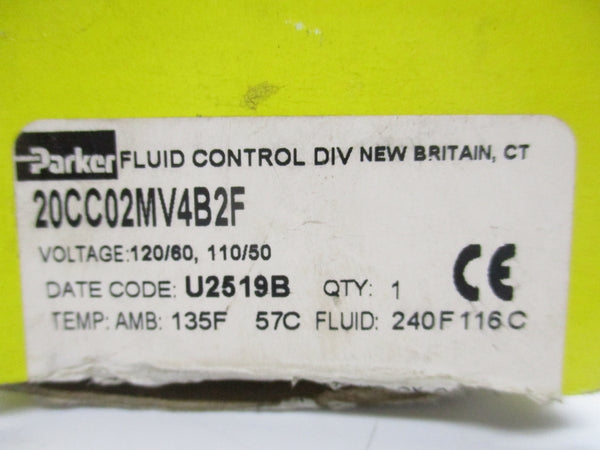 Parker FLUID CONTROL DIV NEW BRITAIN, CT
20CC02MV4B2F
VOLTAGE:120/60, 110/50
DATE CODE: U2519B QTY: 1 CE
TEMP: AMB: 135F 57C FLUID: 240F 116C